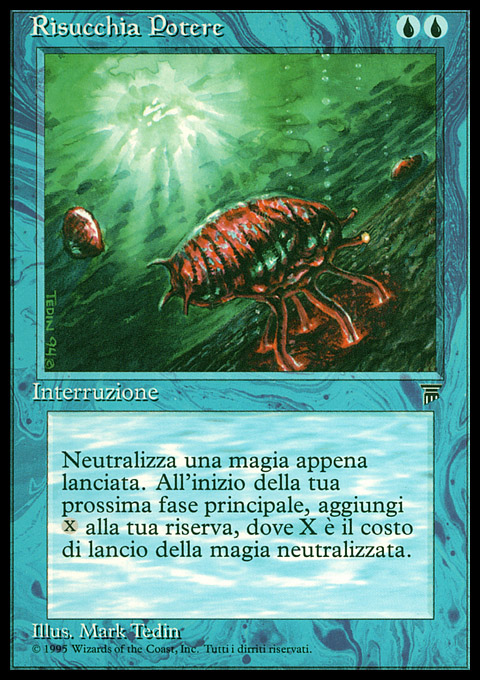 Risucchia Potere
TEDIN 94©
Interruzione
Neutralizza una magia appena
lanciata. All'inizio della tua
prossima fase principale, aggiungi
X alla tua riserva, dove X è il costo
di lancio della magia neutralizzata.
Illus. Mark Tedin
© 1995 Wizards of the Coast, Inc. Tutti i dirriti riservati.